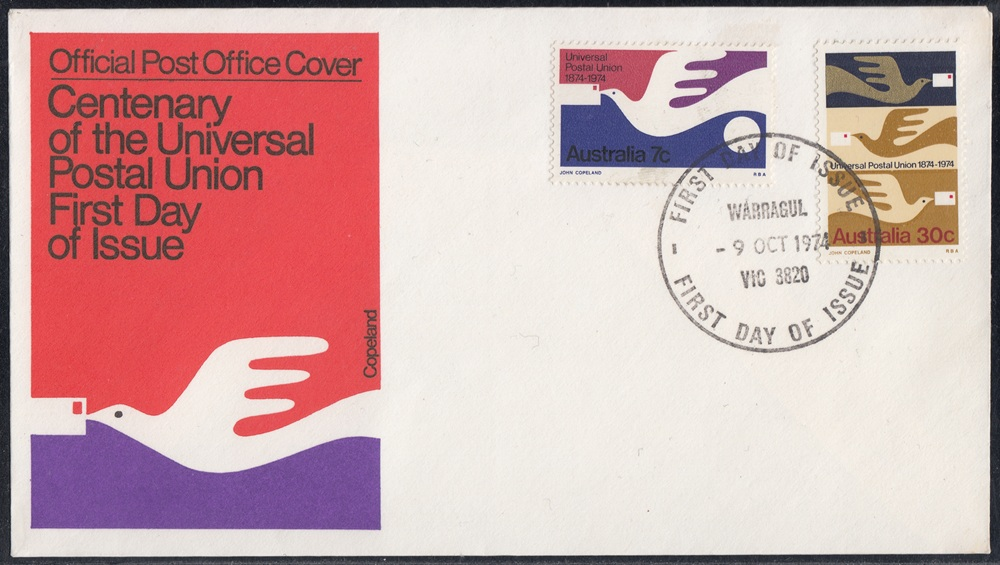 Official Post Office Cover
Centenary
of the Universal
Postal Union
First Day
of Issue
Copeland
Universal
Postal Union
1874-1974
Australia 7c
JOHN COPELAND
RBA
Universal Postal Union 1874-1974
Australia 30c
JOHN COPELAND
RBA
FIRST DAY OF ISSUE
WARRAGUL
- 9 OCT 1974
VIC 3820
FIRST DAY OF ISSUE